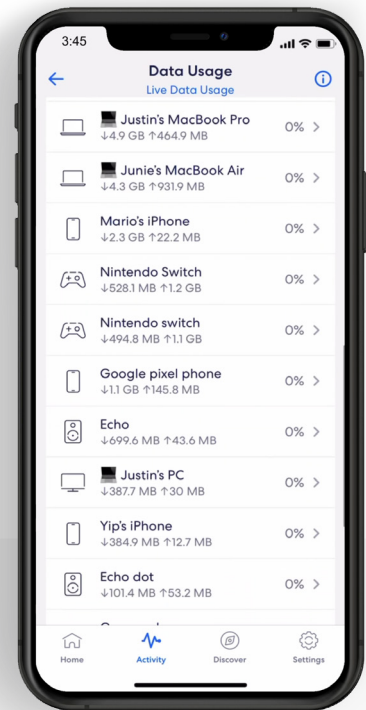 3:45
Data Usage
Live Data Usage
Justin's MacBook Pro
↓4.9 GB ↑464.9 MB
0%
Junie's MacBook Air
↓4.3 GB ↑931.9 MB
0%
Mario's iPhone
↓2.3 GB ↑22.2 MB
0%
Nintendo Switch
↓528.1 MB ↑1.2 GB
0%
Nintendo switch
↓494.8 MB ↑1.1 GB
0%
Google pixel phone
↓1.1 GB ↑145.8 MB
0%
Echo
↓699.6 MB ↑43.6 MB
0%
Justin's PC
↓387.7 MB ↑30 MB
0%
Yip's iPhone
↓384.9 MB ↑12.7 MB
0%
Echo dot
↓101.4 MB ↑53.2 MB
0%
Home
Activity
Discover
Settings